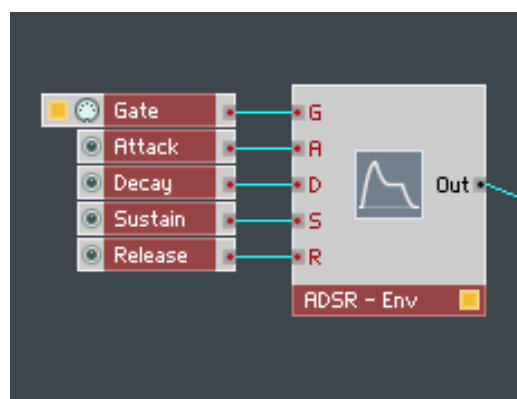 Gate
G
Attack
A
Decay
D
Out
Sustain
S
Release
R
ADSR - Env